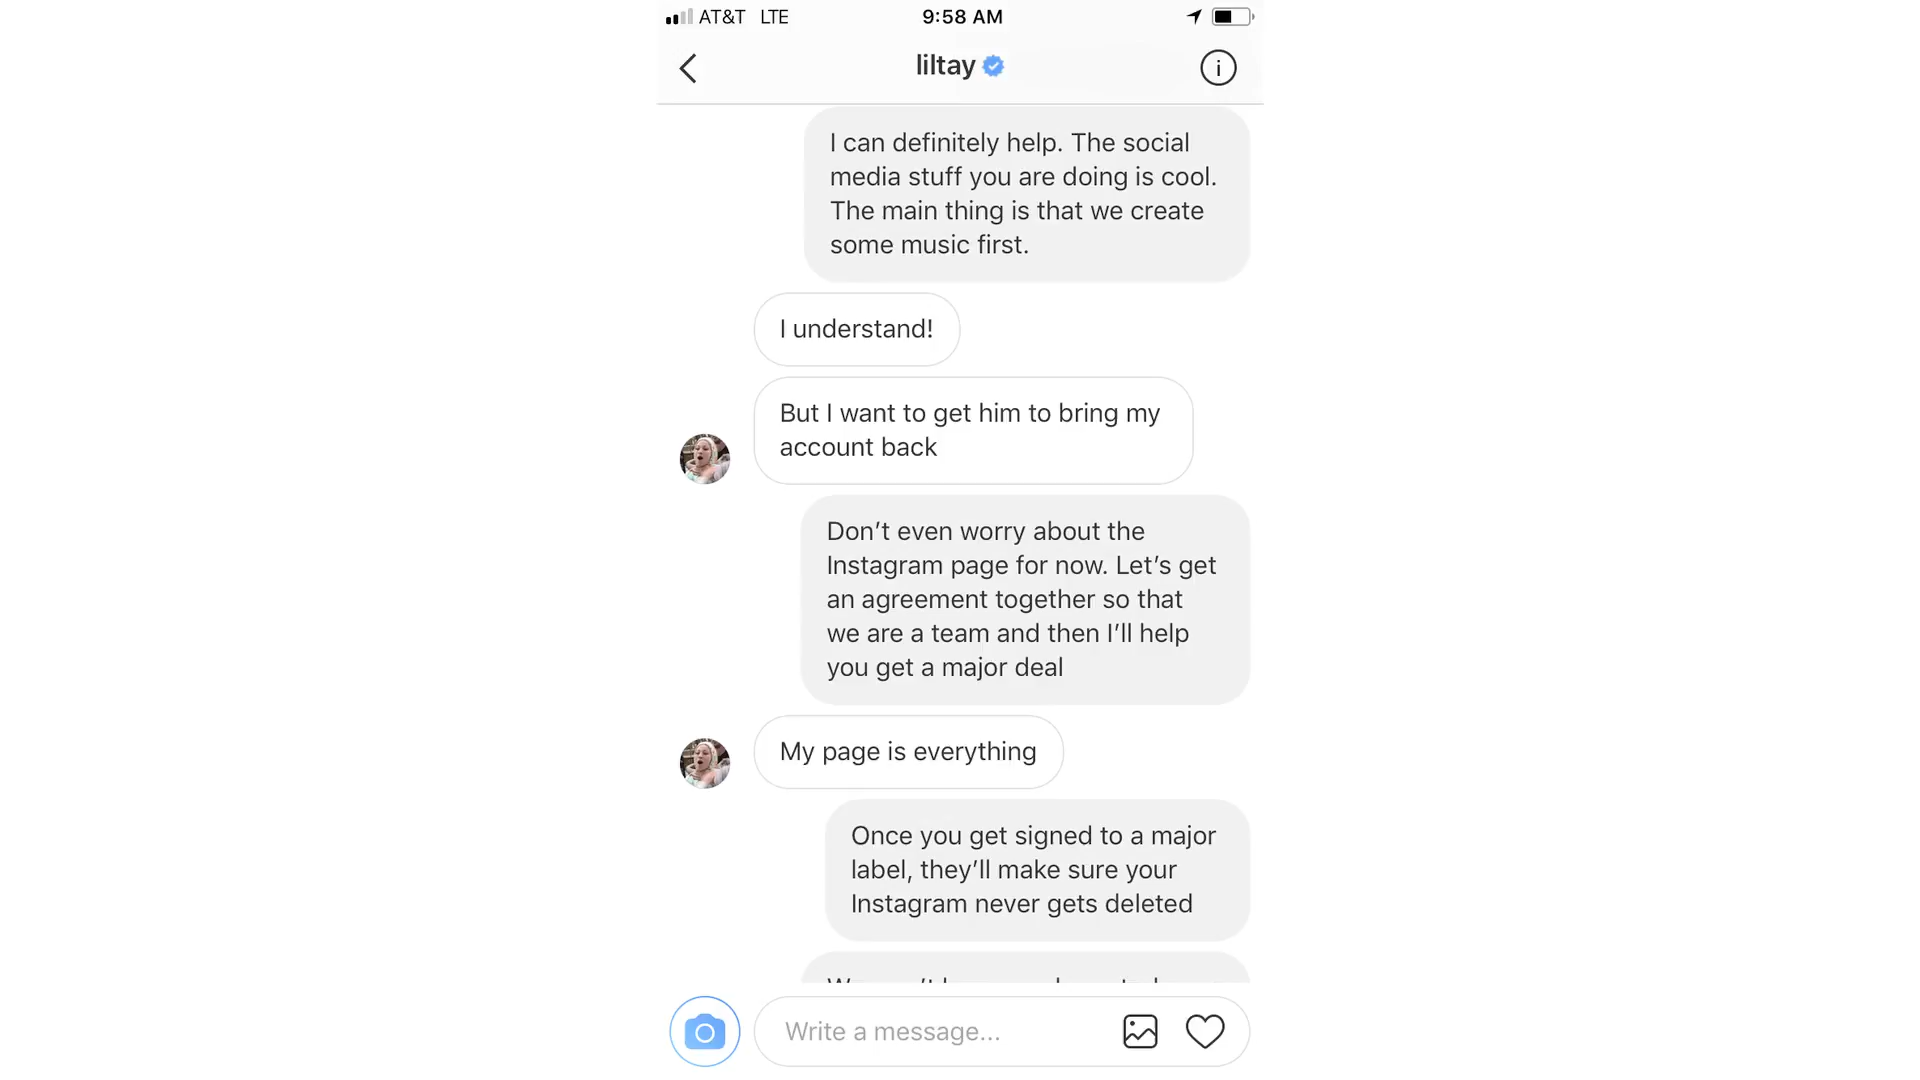 AT&T LTE 9:58 AM
liltay
I can definitely help. The social
media stuff you are doing is cool.
The main thing is that we create
some music first.
I understand!
But I want to get him to bring my
account back
Don’t even worry about the
Instagram page for now. Let’s get
an agreement together so that
we are a team and then I’ll help
you get a major deal
My page is everything
Once you get signed to a major
label, they’ll make sure your
Instagram never gets deleted
Write a message...